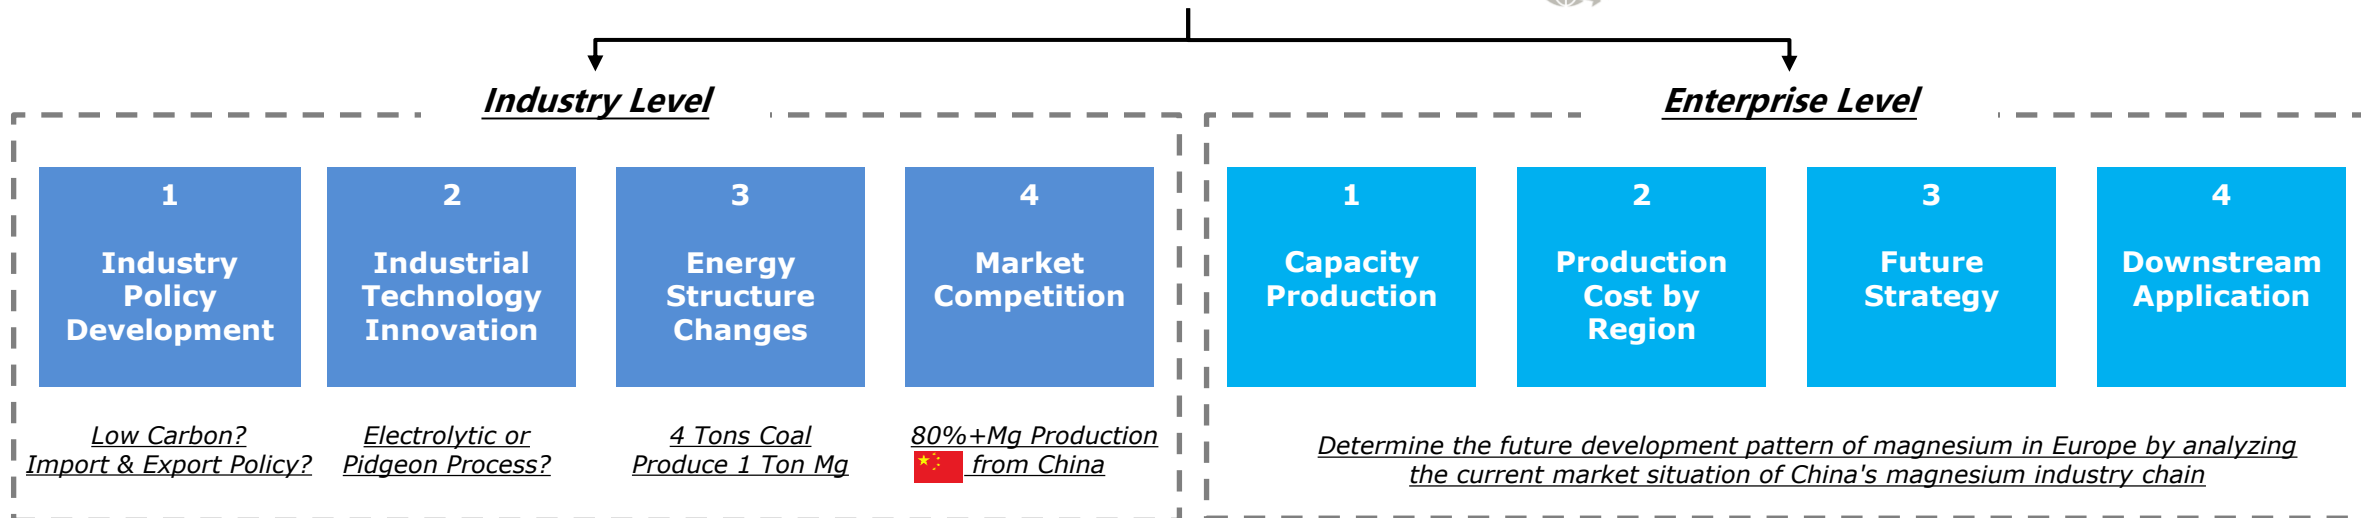 Industry Level
1
Industry
Policy
Development
2
Industrial
Technology
Innovation
3
Energy
Structure
Changes
4
Market
Competition
Low Carbon?
Import & Export Policy?
Electrolytic or
Pidgeon Process?
4 Tons Coal
Produce 1 Ton Mg
80%+Mg Production
from China
Enterprise Level
1
Capacity
Production
2
Production
Cost by
Region
3
Future
Strategy
4
Downstream
Application
Determine the future development pattern of magnesium in Europe by analyzing
the current market situation of China's magnesium industry chain